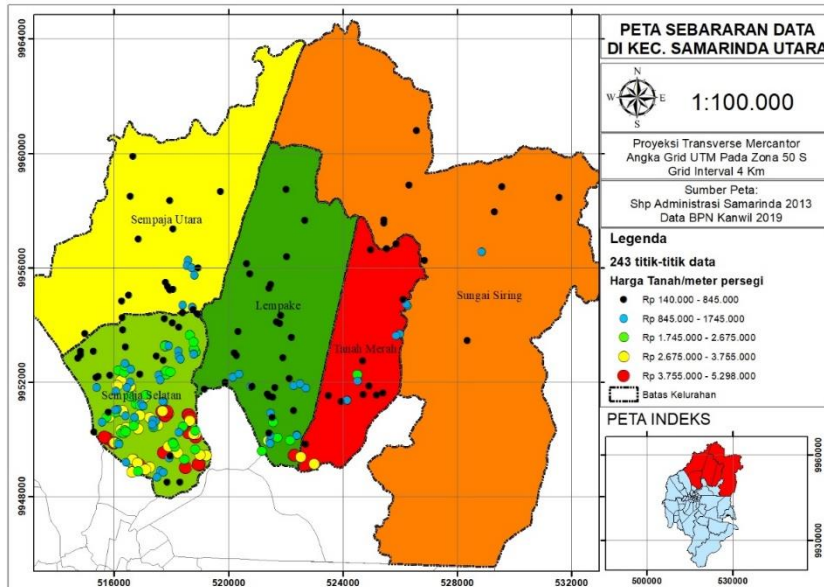 PETA SEBARARAN DATA
DI KEC. SAMARINDA UTARA
N
W
E
S
1:100.000
Proyeksi Transverse Mercantor
Angka Grid UTM Pada Zona 50 S
Grid Interval 4 Km
Sumber Peta:
Shp Administrasi Samarinda 2013
Data BPN Kanwil 2019
Legenda
243 titik-titik data
Harga Tanah/meter persegi
Rp 140.000 - 845.000
Rp 845.000 - 1745.000
Rp 1.745.000 - 2.675.000
Rp 2.675.000 - 3.755.000
Rp 3.755.000 - 5.298.000
Batas Kelurahan
PETA INDEKS
9960000
9930000
500000
530000
9964000
9960000
9956000
9952000
9948000
516000
520000
524000
528000
532000
Sempaja Utara
Lempake
Sungai Siring
Tanah Merah
Sempaja Selatan